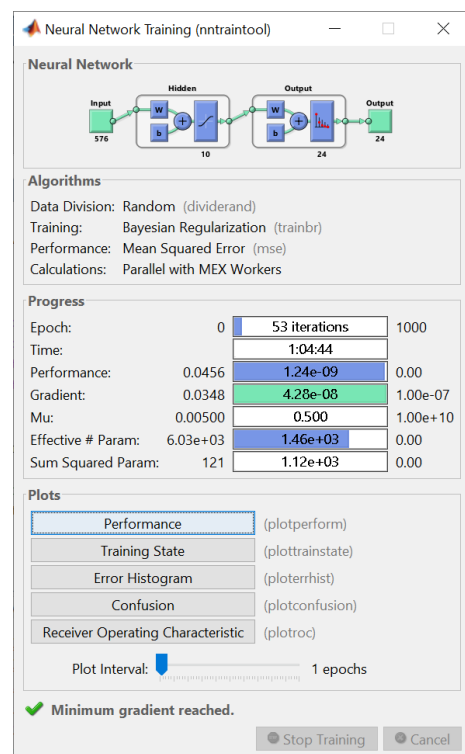 Neural Network Training (nntraintool)
Neural Network
Hidden Output
Input W W Output
b b
576 10 24 24
Algorithms
Data Division: Random (dividerand)
Training: Bayesian Regularization (trainbr)
Performance: Mean Squared Error (mse)
Calculations: Parallel with MEX Workers
Progress
Epoch: 0 53 iterations 1000
Time: 1:04:44
Performance: 0.0456 1.24e-09 0.00
Gradient: 0.0348 4.28e-08 1.00e-07
Mu: 0.00500 0.500 1.00e+10
Effective # Param: 6.03e+03 1.46e+03 0.00
Sum Squared Param: 121 1.12e+03 0.00
Plots
Performance (plotperform)
Training State (plottrainstate)
Error Histogram (ploterrhist)
Confusion (plotconfusion)
Receiver Operating Characteristic (plotroc)
Plot Interval: 1 epochs
Minimum gradient reached.
Stop Training Cancel